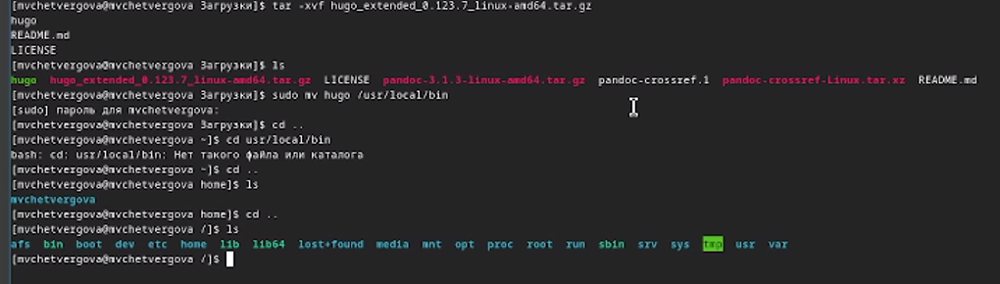 [mvchetvergova@mvchetvergova Загрузки]$ tar -xvf hugo_extended_0.123.7_linux-amd64.tar.gz
hugo
README.md
LICENSE
[mvchetvergova@mvchetvergova Загрузки]$ ls
hugo hugo_extended_0.123.7_linux-amd64.tar.gz LICENSE pandoc-3.1.3-linux-amd64.tar.gz pandoc-crossref.1 pandoc-crossref-Linux.tar.xz README.md
[mvchetvergova@mvchetvergova Загрузки]$ sudo mv hugo /usr/local/bin
[sudo] пароль для mvchetvergova:
[mvchetvergova@mvchetvergova Загрузки]$ cd ..
[mvchetvergova@mvchetvergova ~]$ cd usr/local/bin
bash: cd: usr/local/bin: Нет такого файла или каталога
[mvchetvergova@mvchetvergova ~]$ cd ..
[mvchetvergova@mvchetvergova home]$ ls
mvchetvergova
[mvchetvergova@mvchetvergova home]$ cd ..
[mvchetvergova@mvchetvergova /]$ ls
afs bin boot dev etc home lib lib64 lost+found media mnt opt proc root run sbin srv sys tmp usr var
[mvchetvergova@mvchetvergova /]$